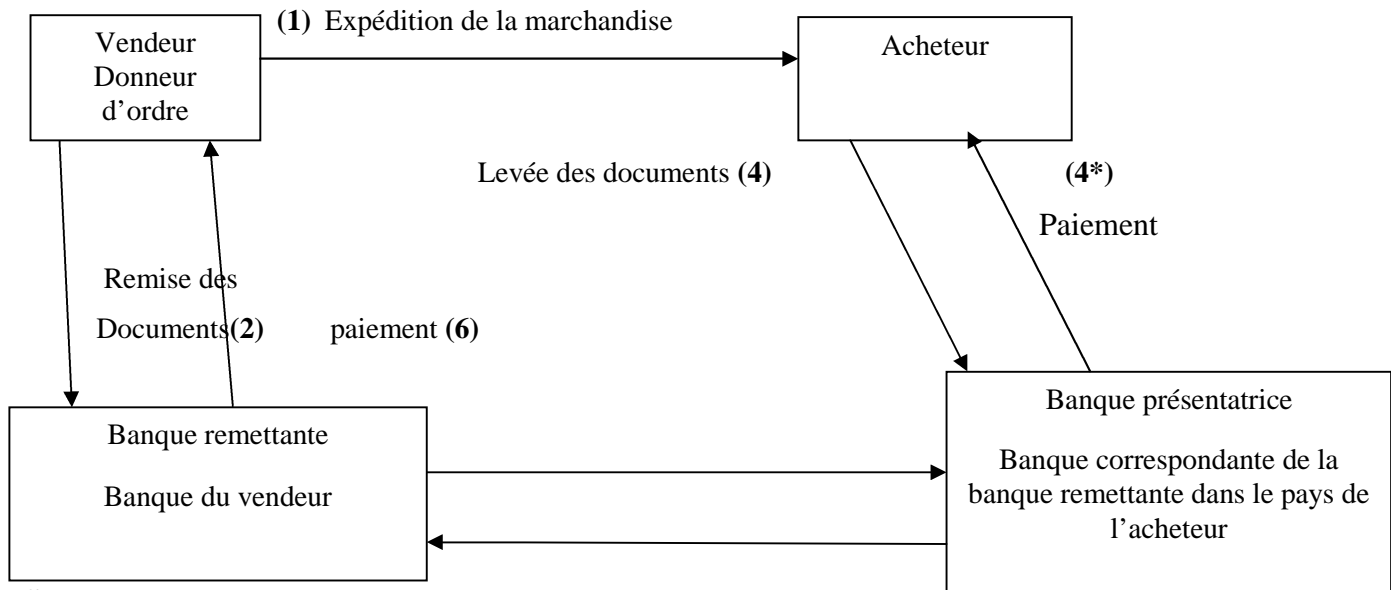 (1) Expédition de la marchandise
Vendeur
Donneur
d’ordre
Acheteur
Levée des documents (4)
(4*)
Paiement
Remise des
Documents(2)
paiement (6)
Banque remettante
Banque du vendeur
Banque présentatrice
Banque correspondante de la
banque remettante dans le pays de
l’acheteur